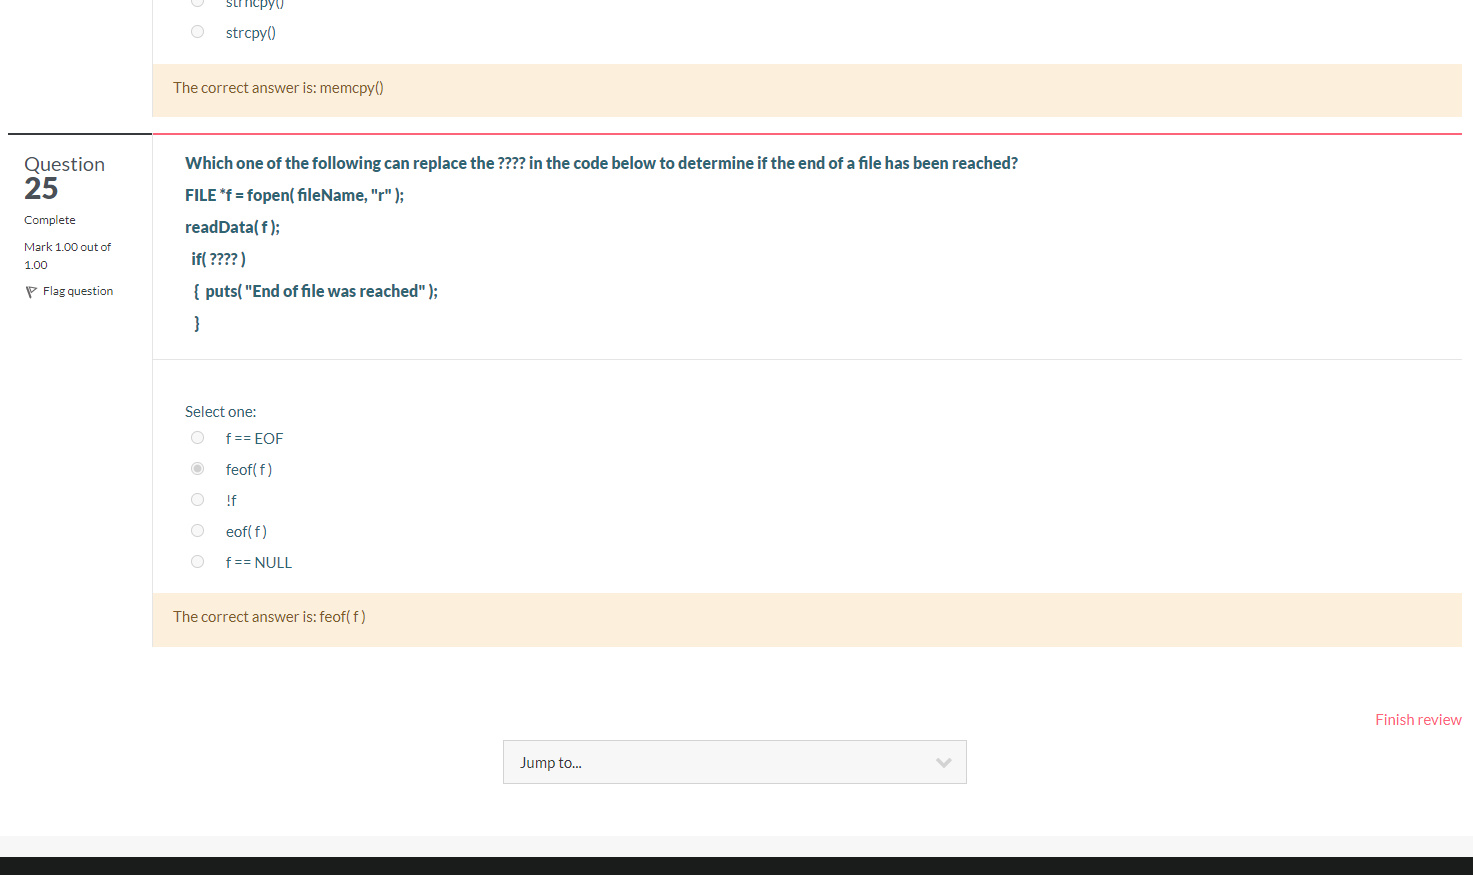 strncpy()
strcpy()
The correct answer is: memcpy()
Question
25
Complete
Mark 1.00 out of
1.00
Flag question
Which one of the following can replace the ???? in the code below to determine if the end of a file has been reached?
FILE *f = fopen( fileName, "r" );
readData( f );
if( ???? )
{ puts( "End of file was reached" );
}
Select one:
f == EOF
feof( f )
!f
eof( f )
f == NULL
The correct answer is: feof( f )
Finish review
Jump to...